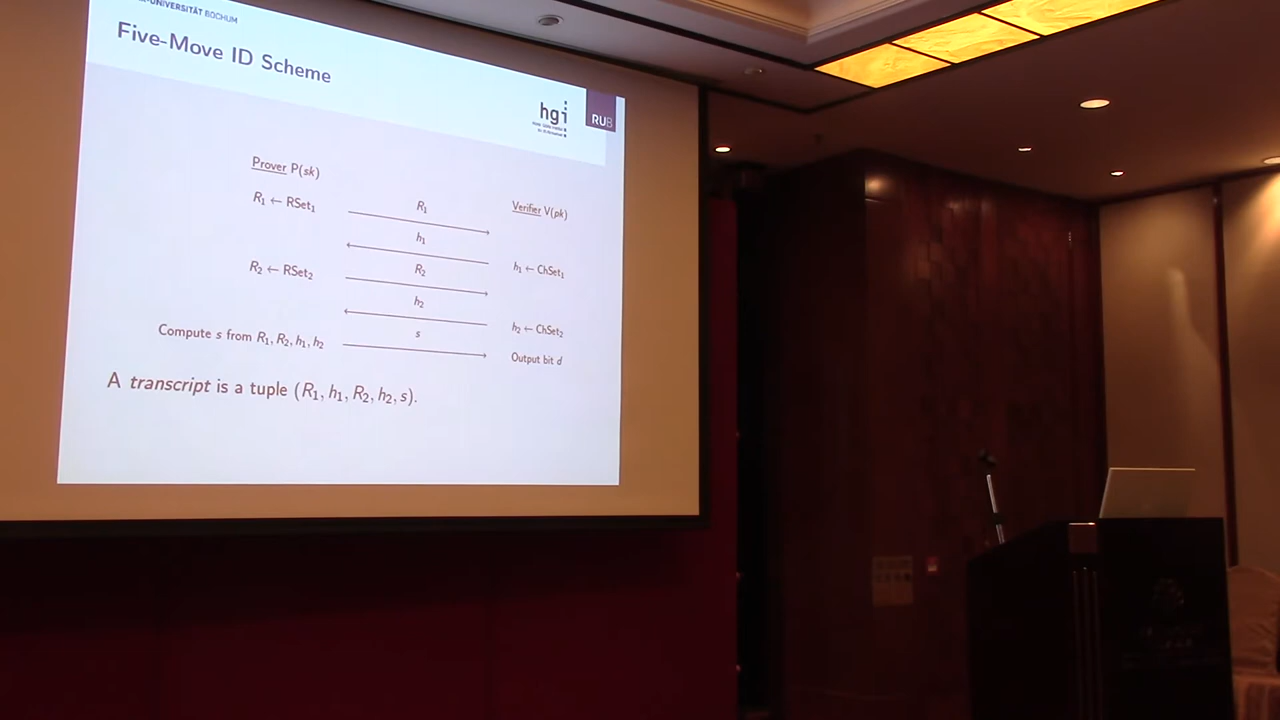 -UNIVERSITÄT BOCHUM
Five-Move ID Scheme
hgi
RUB
Prover P(sk)
Verifier V(pk)
R₁ ← RSet₁
R₁
h₁
h₁ ← ChSet₁
R₂ ← RSet₂
R₂
h₂
h₂ ← ChSet₂
Compute s from R₁, R₂, h₁, h₂
s
Output bit d
A transcript is a tuple (R₁, h₁, R₂, h₂, s).